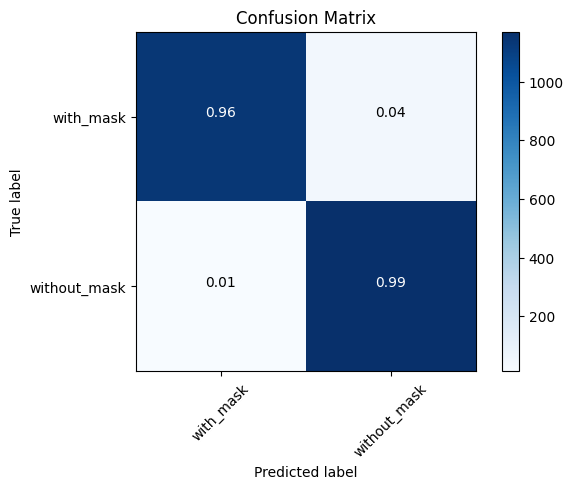 Confusion Matrix
True label
with_mask
0.96
0.04
without_mask
0.01
0.99
with_mask
without_mask
Predicted label
1000
800
600
400
200